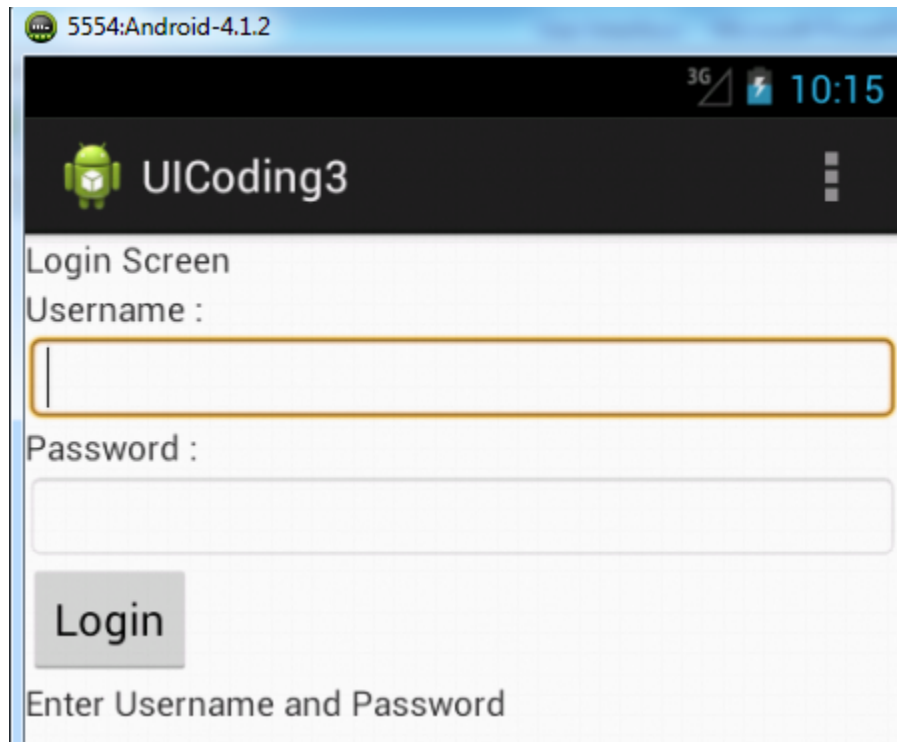 5554:Android-4.1.2
3G 10:15
UICoding3
Login Screen
Username :
Password :
Login
Enter Username and Password